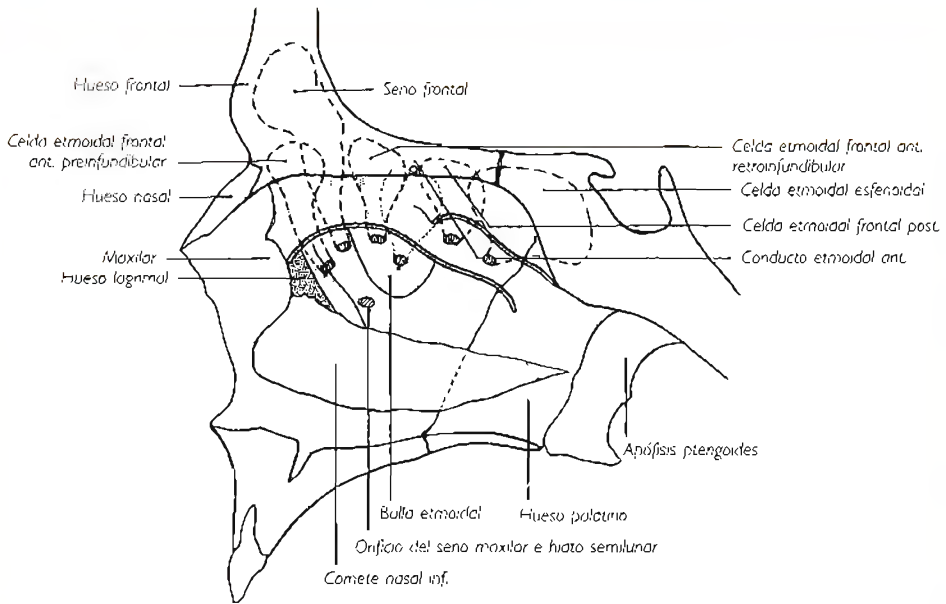 Hueso frontal
Seno frontal
Celda etmoidal frontal
ant. preinfundibular
Hueso nasal
Maxilar
Hueso lagrimal
Celda etmoidal frontal ant.
retroinfundibular
Celda etmoidal esfenoidal
Celda etmoidal frontal post.
Conducto etmoidal ant.
Apófisis pterigoides
Bulla etmoidal
Hueso palatino
Orificio del seno maxilar e hiato semilunar
Cornete nasal inf.